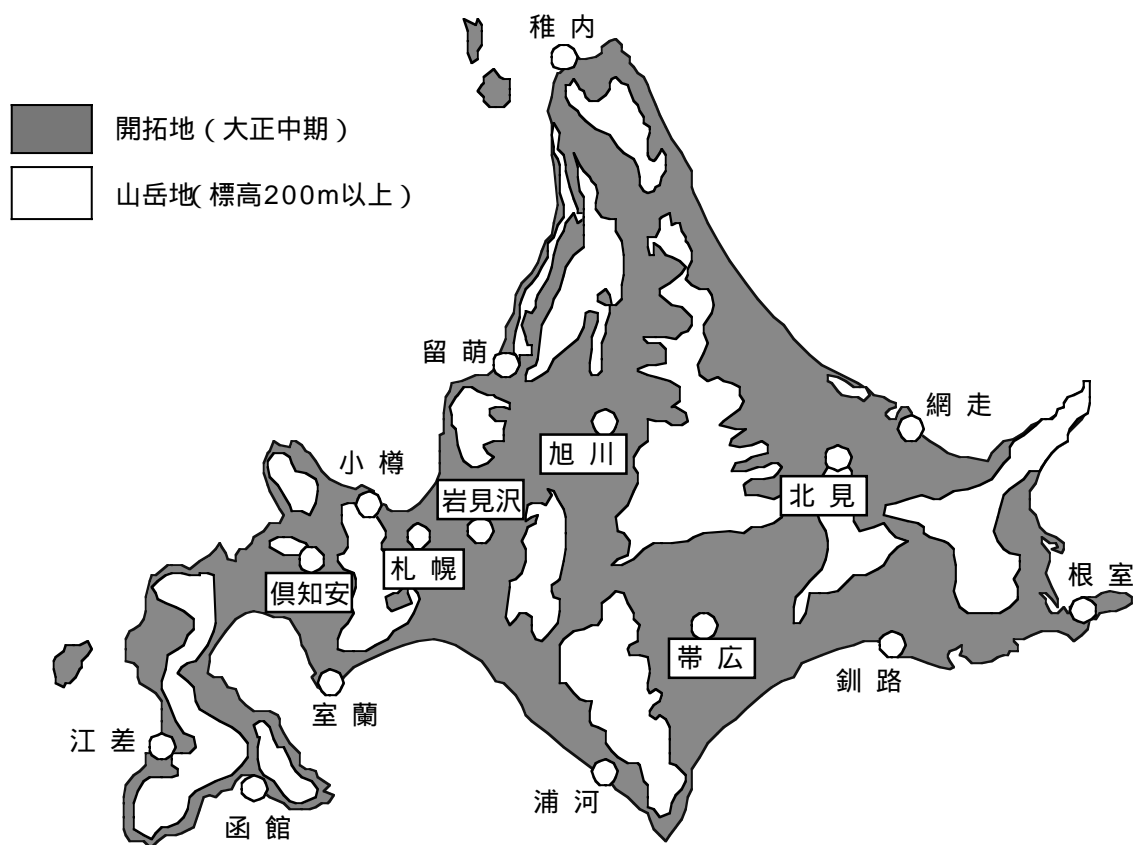 稚内
開拓地(大正中期)
山岳地(標高200m以上)
留萌
網走
旭川
小樽
岩見沢
北見
札幌
倶知安
根室
帯広
釧路
室蘭
江差
浦河
函館